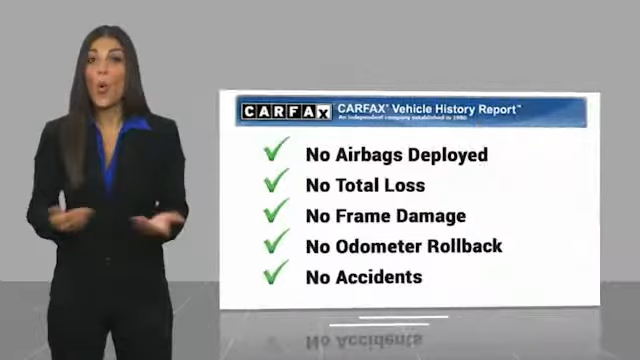 CARFAX CARFAX® Vehicle History Report™
An independent company established in 1986
No Airbags Deployed
No Total Loss
No Frame Damage
No Odometer Rollback
No Accidents